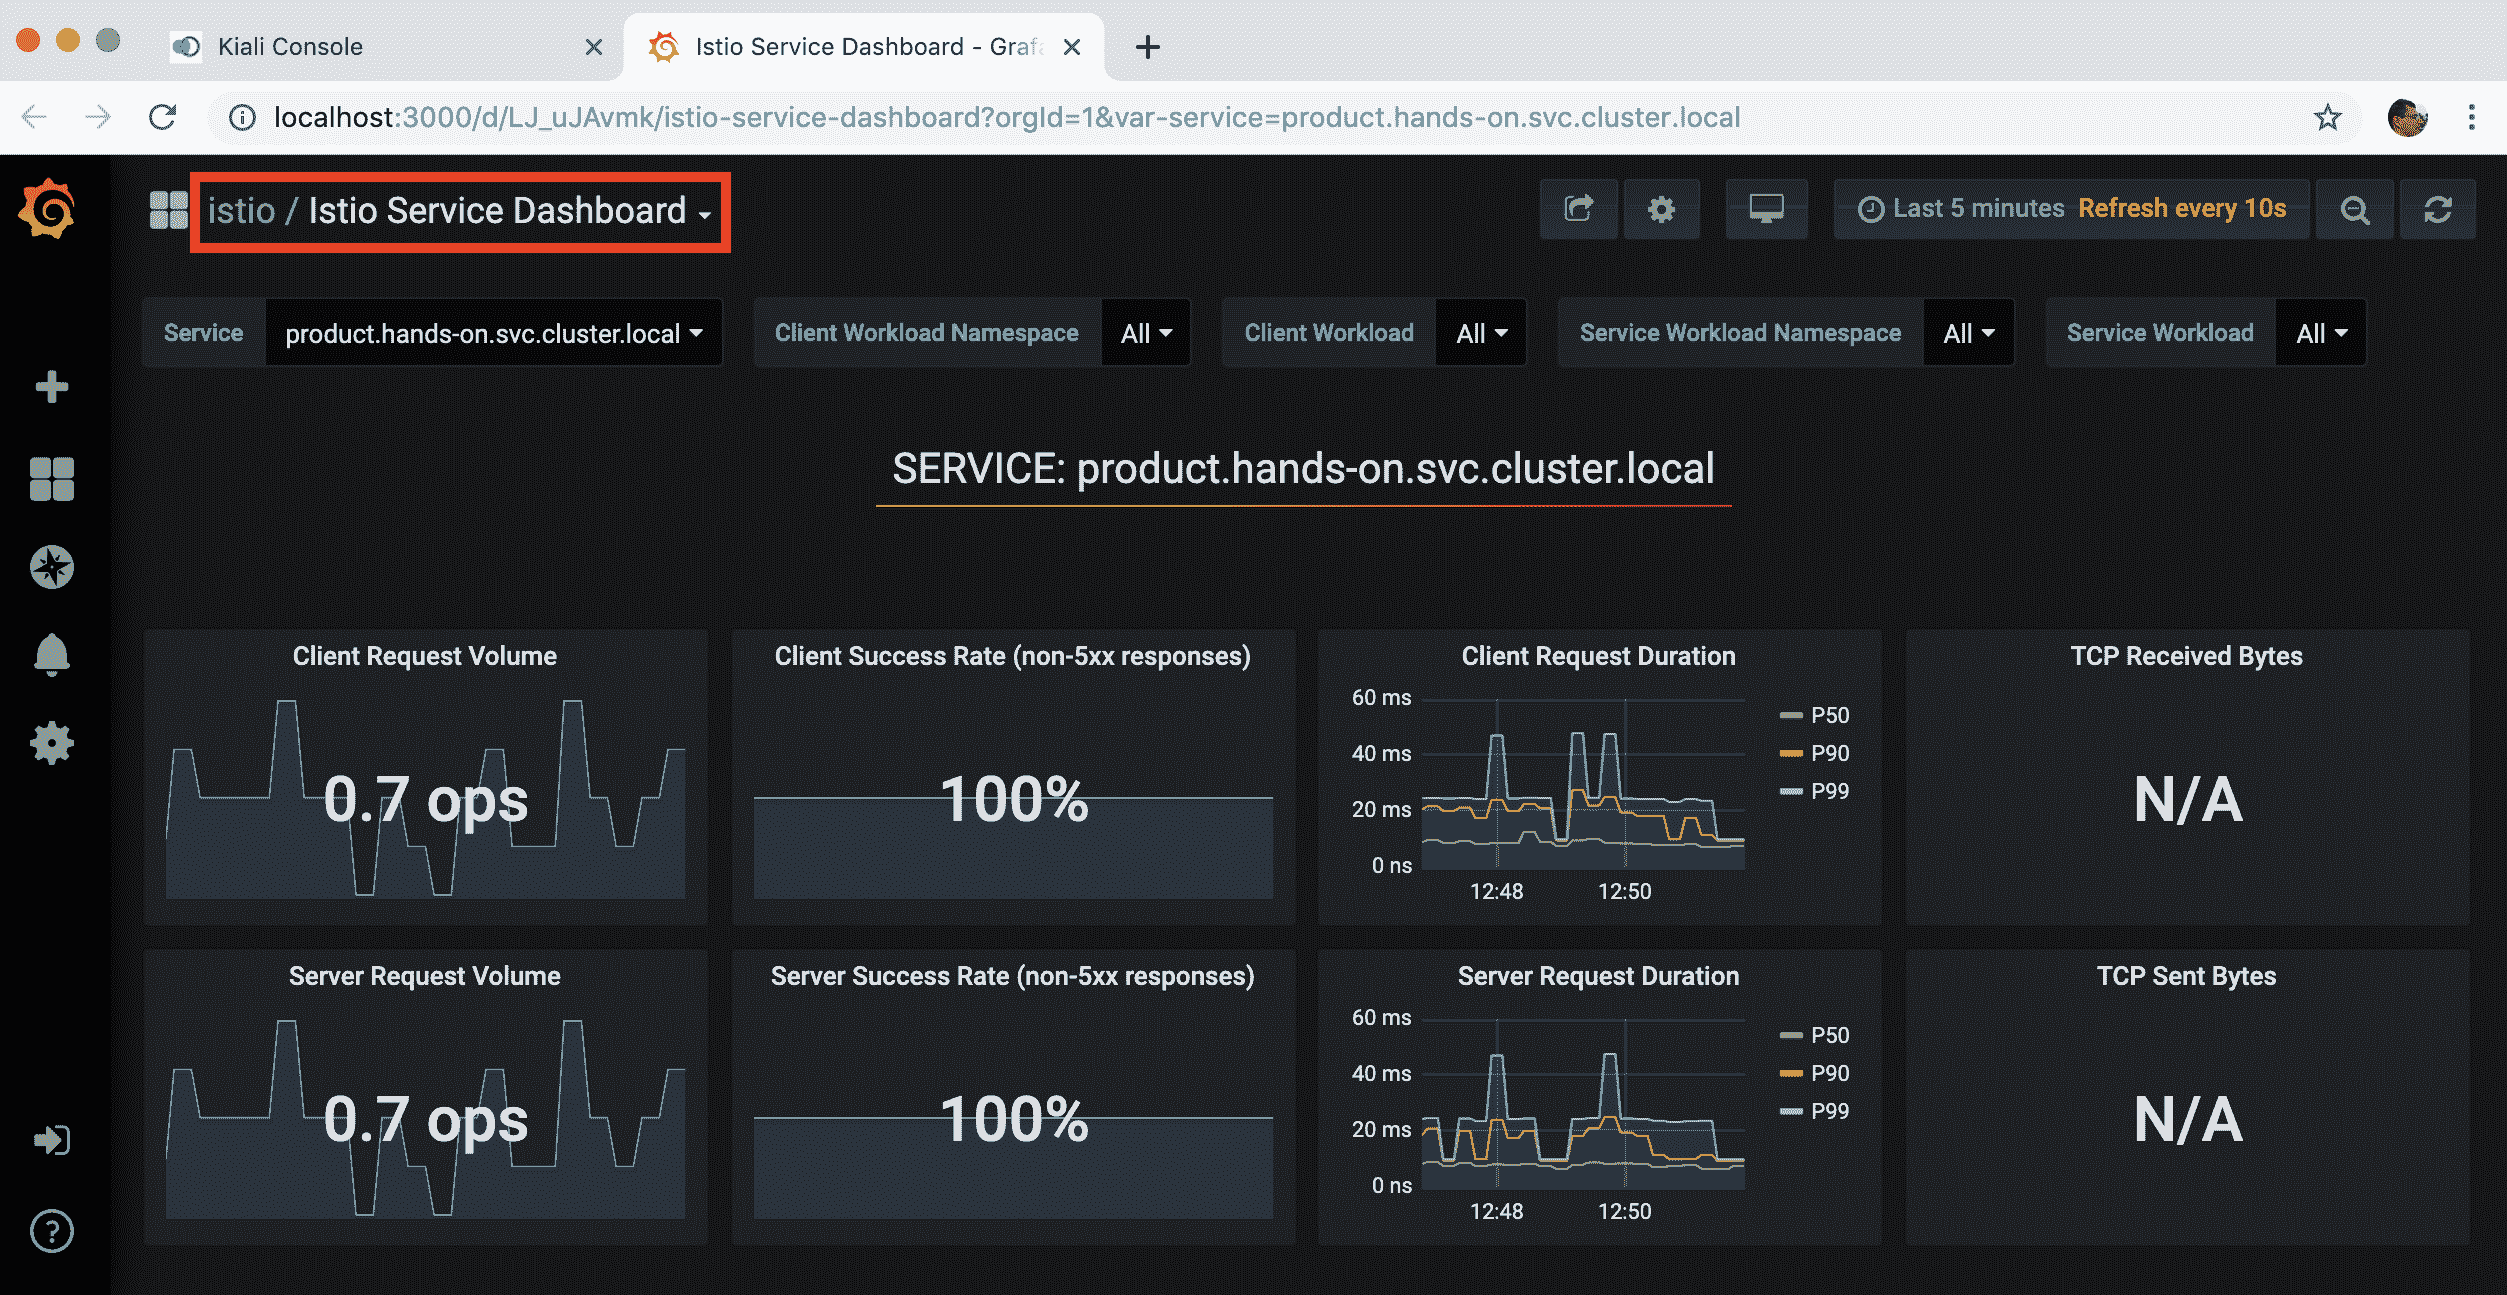 Kiali Console
Istio Service Dashboard - Graf
localhost:3000/d/LJ_uJAvmk/istio-service-dashboard?orgId=1&var-service=product.hands-on.svc.cluster.local
istio / Istio Service Dashboard
Last 5 minutes Refresh every 10s
Service product.hands-on.svc.cluster.local Client Workload Namespace All Client Workload All Service Workload Namespace All Service Workload All
SERVICE: product.hands-on.svc.cluster.local
Client Request Volume
0.7 ops
Client Success Rate (non-5xx responses)
100%
Client Request Duration
60 ms
40 ms
20 ms
0 ns
12:48 12:50
P50
P90
P99
TCP Received Bytes
N/A
Server Request Volume
0.7 ops
Server Success Rate (non-5xx responses)
100%
Server Request Duration
60 ms
40 ms
20 ms
0 ns
12:48 12:50
P50
P90
P99
TCP Sent Bytes
N/A